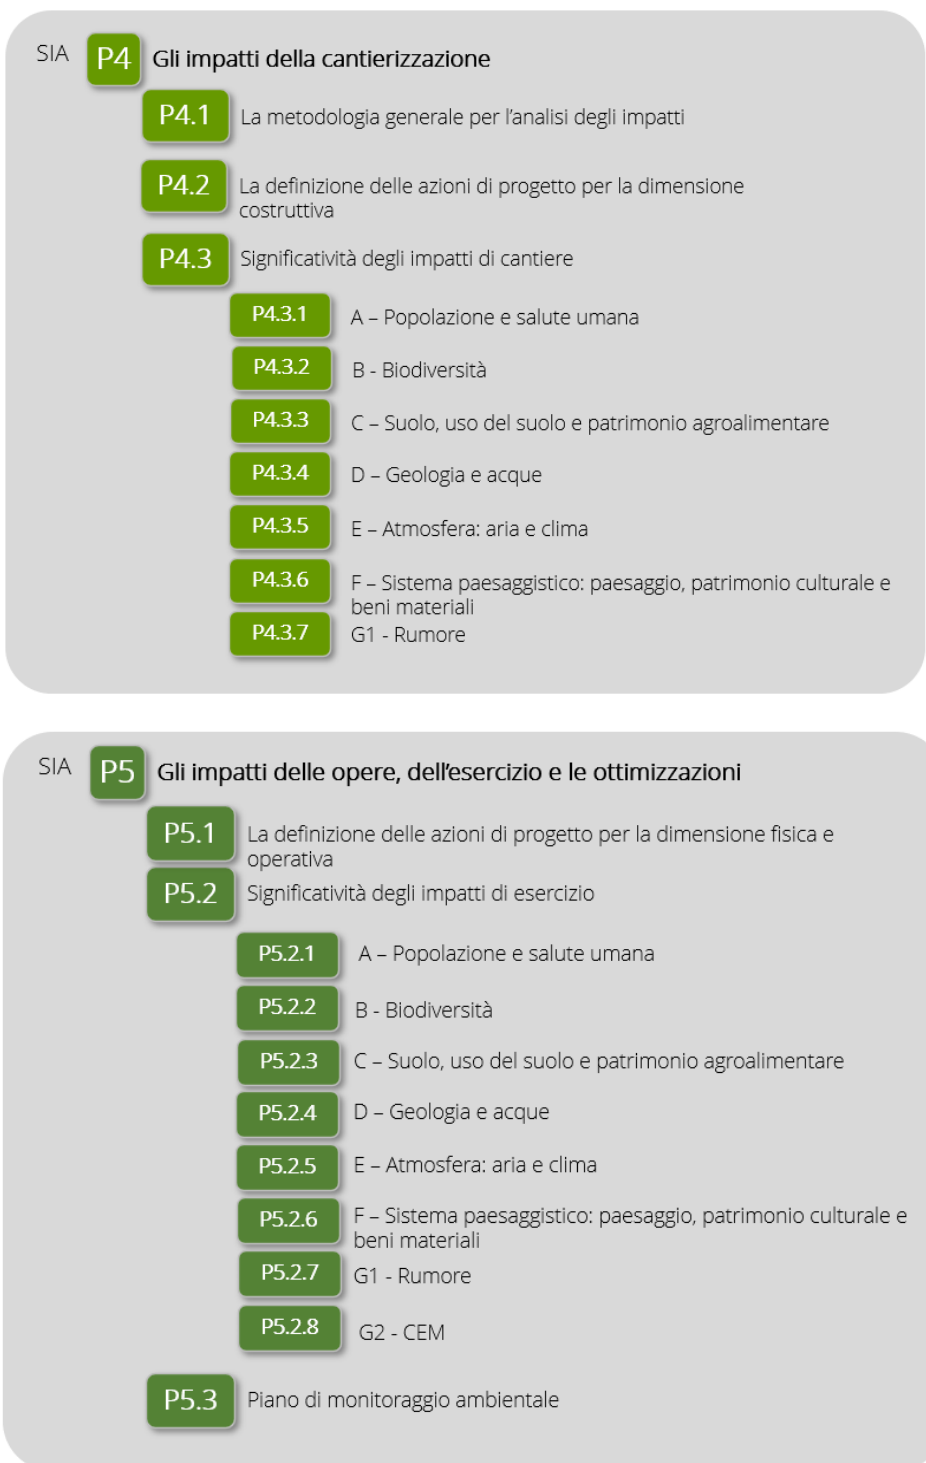 SIA P4 Gli impatti della cantierizzazione
P4.1 La metodologia generale per l'analisi degli impatti
P4.2 La definizione delle azioni di progetto per la dimensione
costruttiva
P4.3 Significatività degli impatti di cantiere
P4.3.1 A – Popolazione e salute umana
P4.3.2 B - Biodiversità
P4.3.3 C – Suolo, uso del suolo e patrimonio agroalimentare
P4.3.4 D – Geologia e acque
P4.3.5 E – Atmosfera: aria e clima
P4.3.6 F – Sistema paesaggistico: paesaggio, patrimonio culturale e
beni materiali
P4.3.7 G1 - Rumore
SIA P5 Gli impatti delle opere, dell'esercizio e le ottimizzazioni
P5.1 La definizione delle azioni di progetto per la dimensione fisica e
operativa
P5.2 Significatività degli impatti di esercizio
P5.2.1 A – Popolazione e salute umana
P5.2.2 B - Biodiversità
P5.2.3 C – Suolo, uso del suolo e patrimonio agroalimentare
P5.2.4 D – Geologia e acque
P5.2.5 E – Atmosfera: aria e clima
P5.2.6 F – Sistema paesaggistico: paesaggio, patrimonio culturale e
beni materiali
P5.2.7 G1 - Rumore
P5.2.8 G2 - CEM
P5.3 Piano di monitoraggio ambientale